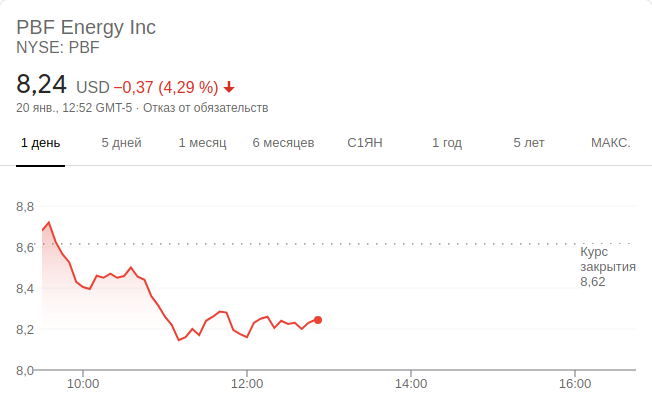 PBF Energy Inc
NYSE: PBF
8,24 USD −0,37 (4,29 %)
20 янв., 12:52 GMT-5 · Отказ от обязательств
1 день 5 дней 1 месяц 6 месяцев С1ЯН 1 год 5 лет МАКС.
8,8
8,6
Курс
закрытия
8,62
8,4
8,2
8,0
10:00 12:00 14:00 16:00